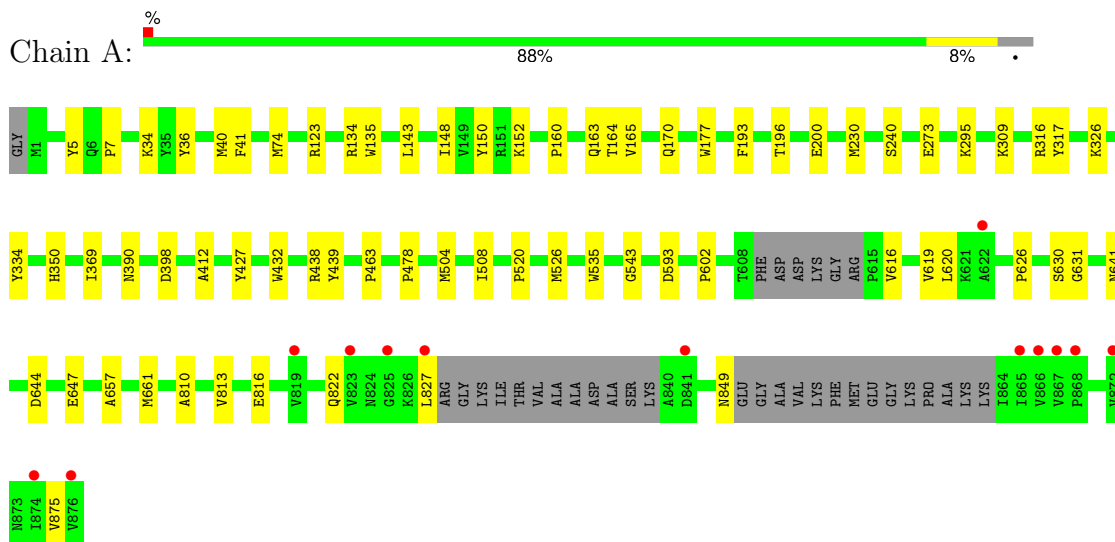 %
Chain A:
88% 8% •
GLY M1 Y5 Q6 P7 K34 Y35 Y36 M40 F41 M74 R123 R134 W135 L143 I148 V149 Y150 R151 K152 P160 Q163 T164 V165 Q170 W177 F193 T196 E200 M230 S240 E273 K295 K309 R316 Y317 K326
Y334 H350 I369 N390 D398 A412 Y427 W432 R438 Y439 P463 P478 M504 I508 P520 M526 W535 G543 D593 P602 T608 PHE ASP ASP LYS GLY ARG P615 V616 V619 L620 K621 A622 P626 S630 G631 N641
D644 E647 A657 M661 A810 V813 E816 V819 Q822 V823 N824 G825 K826 L827 ARG GLY LYS ILE THR VAL ALA ALA ASP ALA SER LYS A840 D841 N849 GLU GLY ALA VAL LYS PHE MET GLU GLY LYS PRO ALA LYS LYS I864 I865 V866 V867 P868 V872
N873 I874 V875 V876